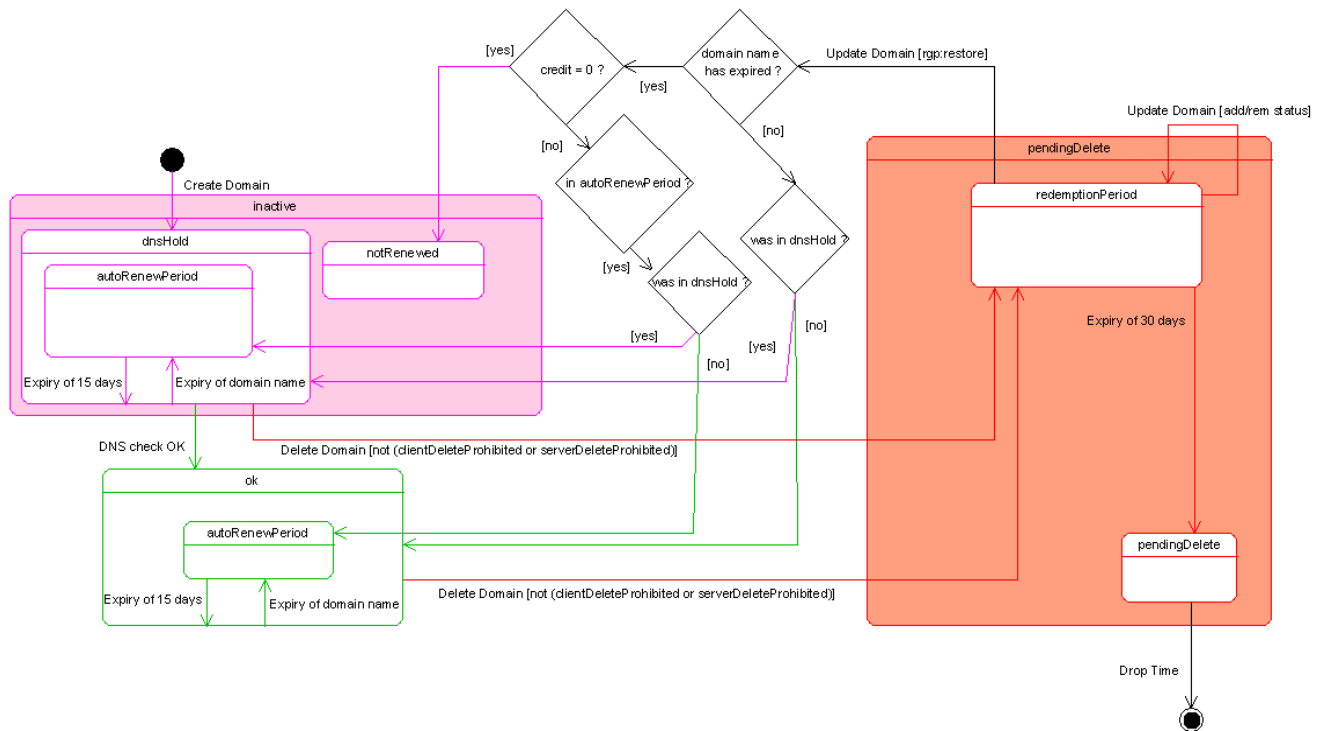 [yes]
credit = 0 ?
domain name
has expired ?
Update Domain [rgp:restore]
[yes]
Update Domain [add/rem status]
[no]
[no]
pendingDelete
Create Domain
in autoRenewPeriod ?
redemptionPeriod
inactive
dnsHold
notRenewed
was in dnsHold ?
autoRenewPeriod
[yes]
was in dnsHold ?
Expiry of 30 days
[no]
[yes]
[yes]
[no]
Expiry of 15 days
Expiry of domain name
DNS check OK
Delete Domain [not (clientDeleteProhibited or serverDeleteProhibited)]
ok
autoRenewPeriod
pendingDelete
Expiry of 15 days
Expiry of domain name
Delete Domain [not (clientDeleteProhibited or serverDeleteProhibited)]
Drop Time